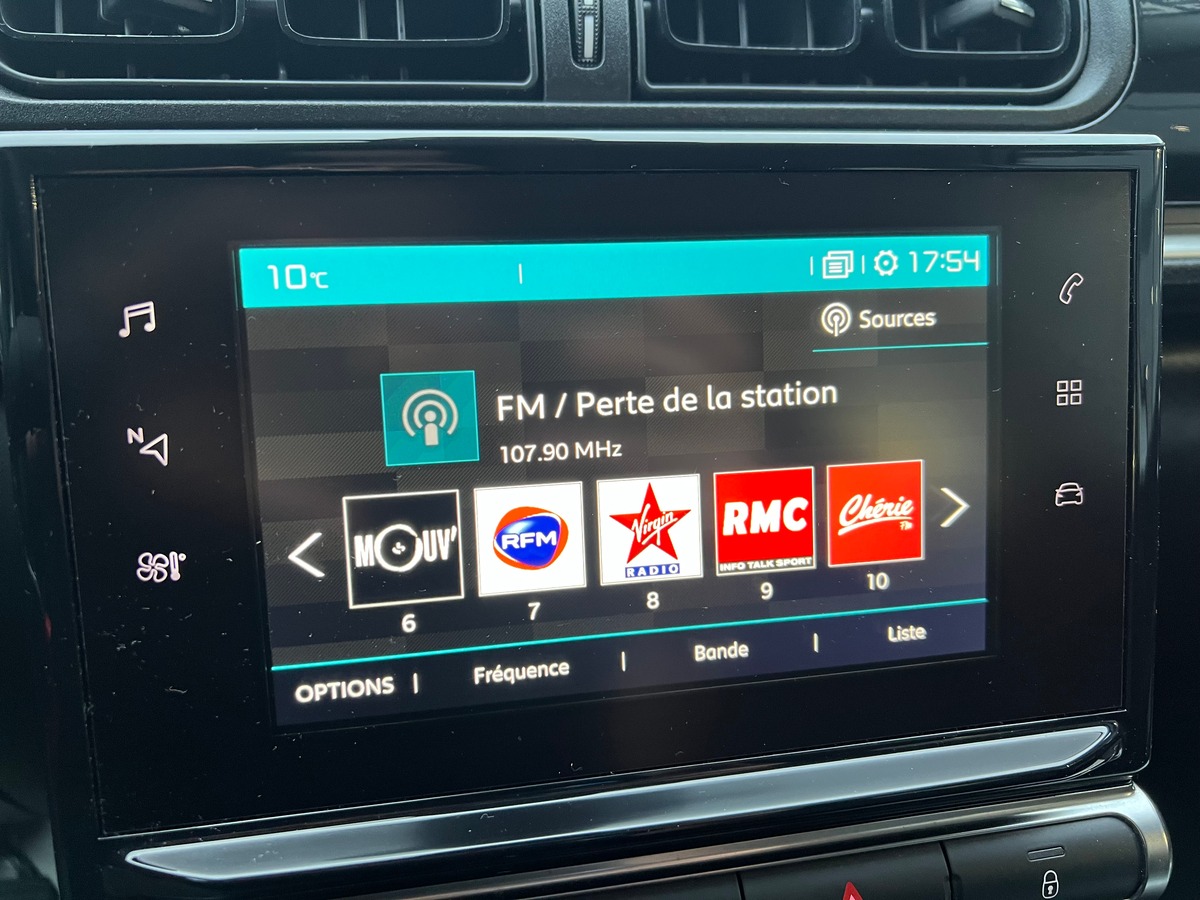 10°C
17:54
Sources
FM / Perte de la station
107.90 MHz
N
MOUV'
RFM
Virgin
RADIO
RMC
INFO TALK SPORT
Chérie
FM
6
7
8
9
10
OPTIONS
Fréquence
Bande
Liste